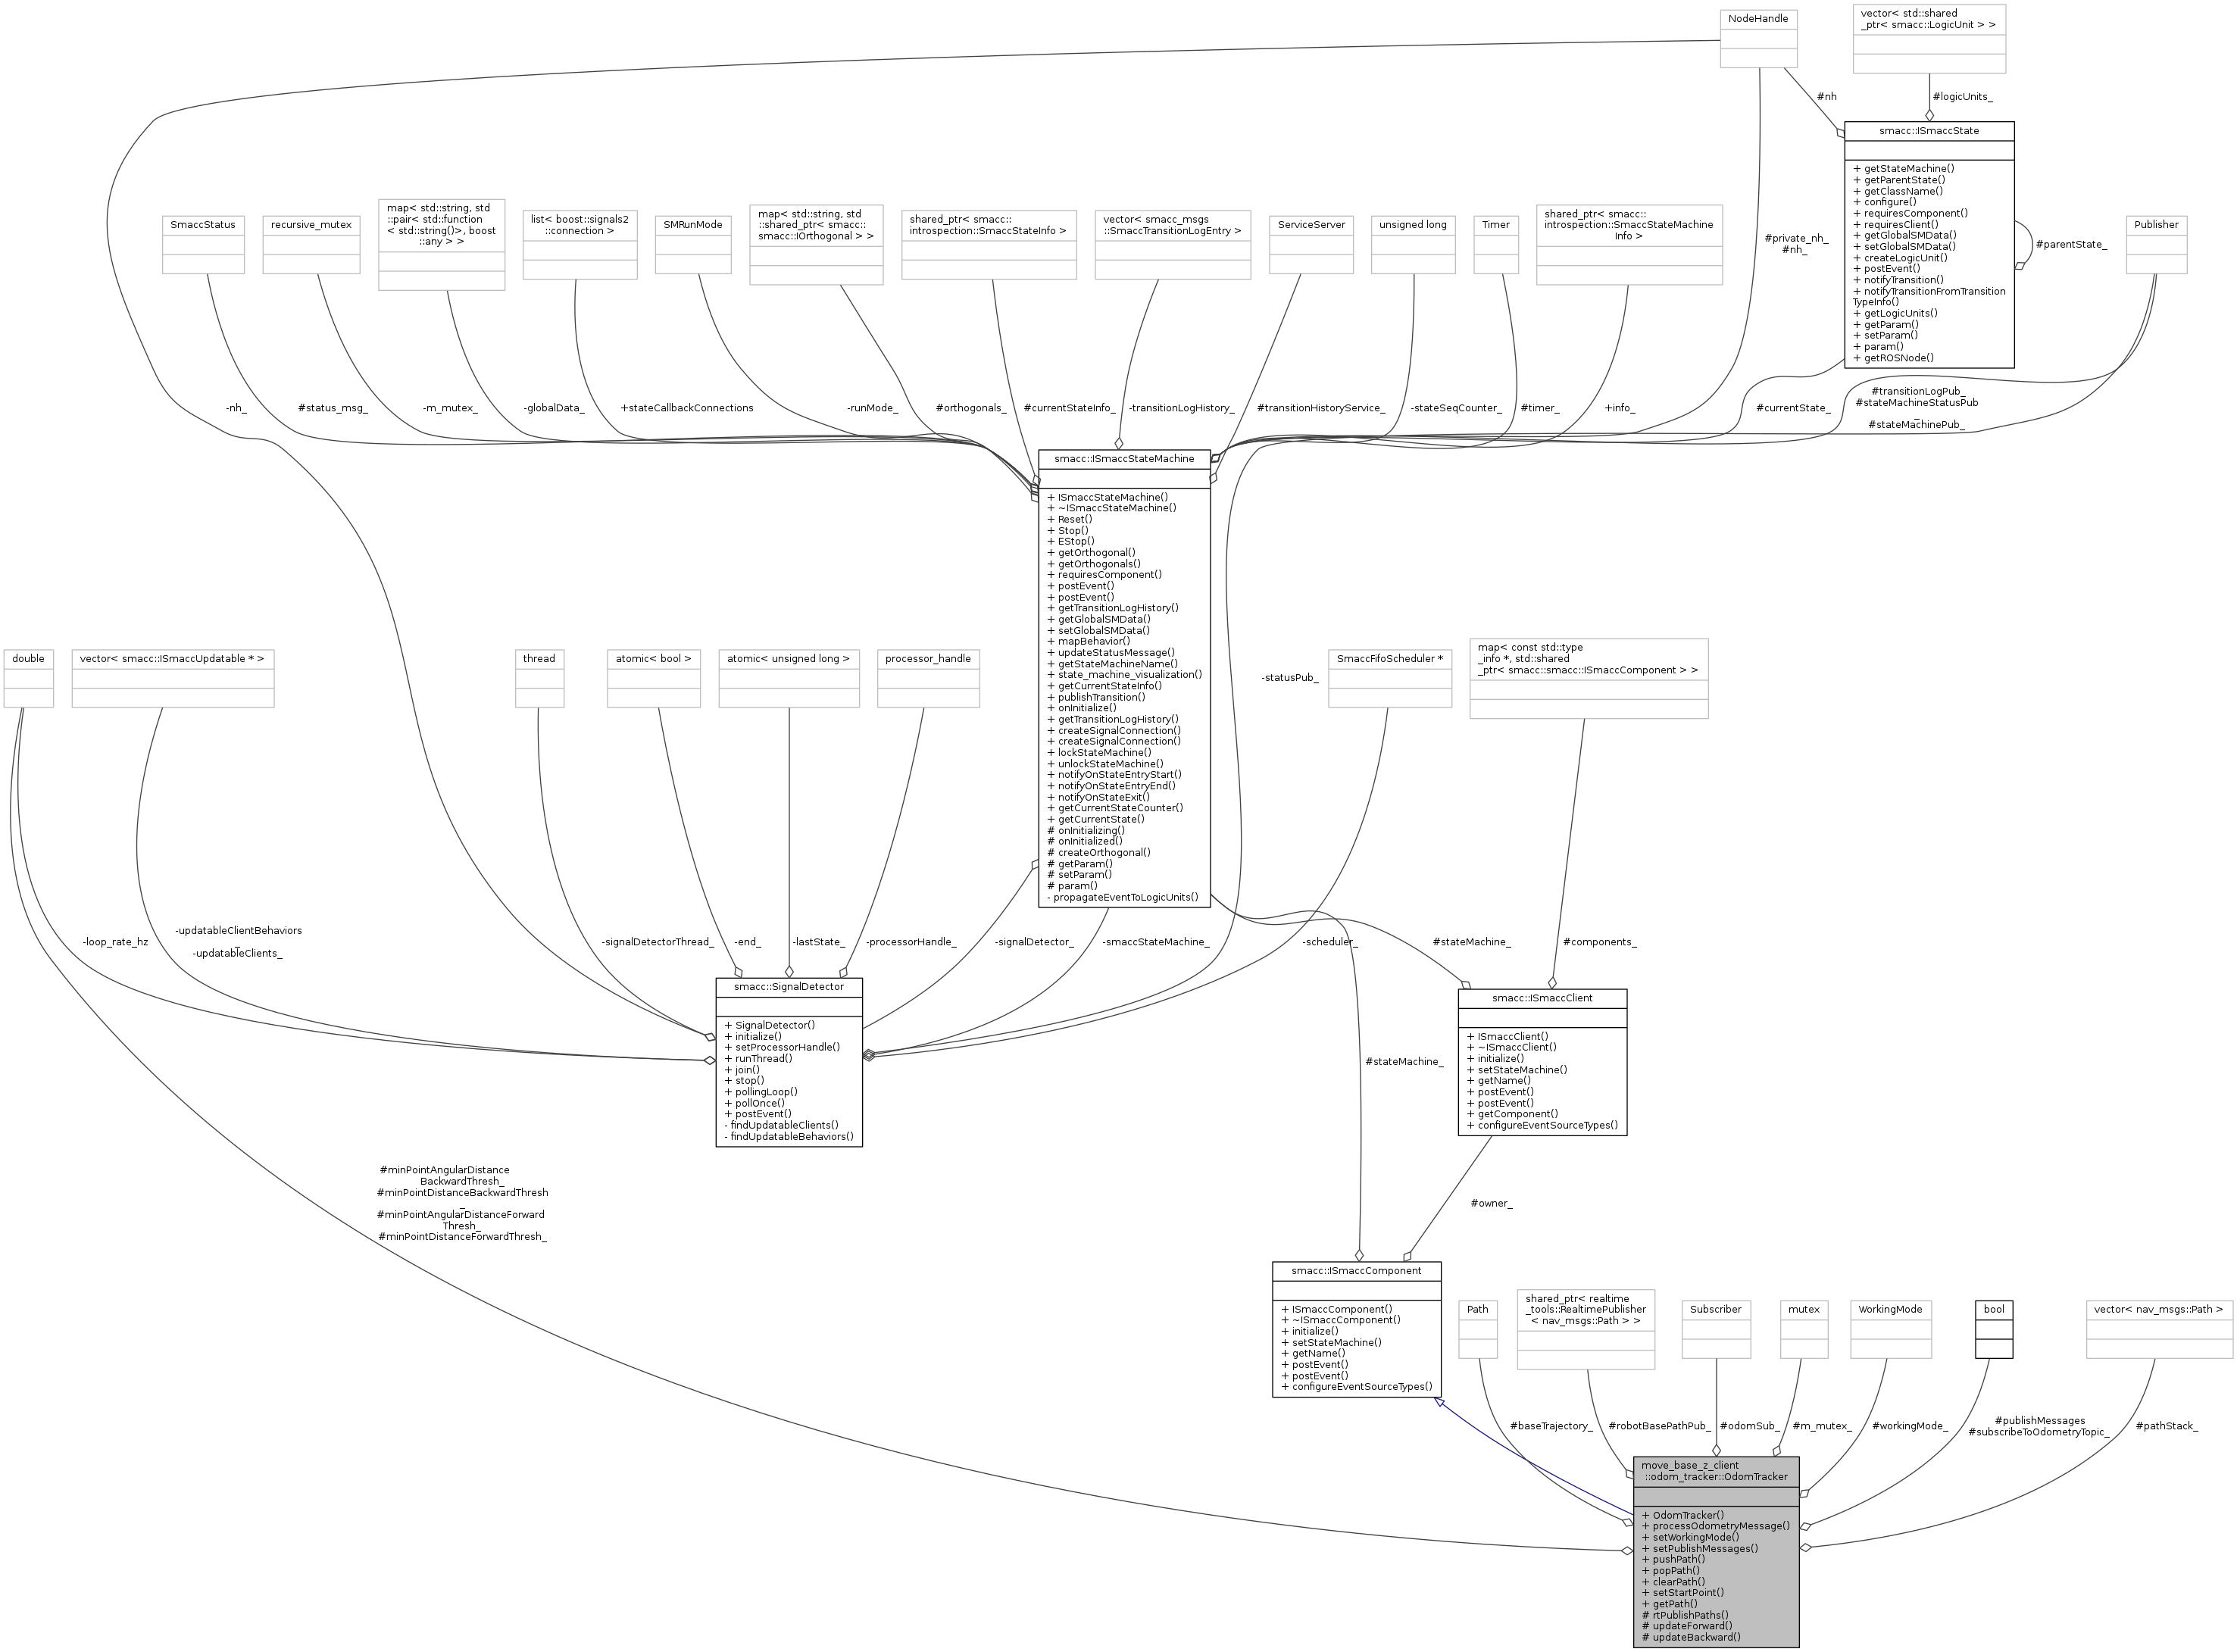 NodeHandle
vector< std::shared
_ptr< smacc::LogicUnit > >
#nh
#logicUnits_
smacc::ISmaccState
+ getStateMachine()
+ getParentState()
+ getClassName()
+ configure()
+ requiresComponent()
+ requiresClient()
+ getGlobalSMData()
+ setGlobalSMData()
+ createLogicUnit()
+ postEvent()
+ notifyTransition()
+ notifyTransitionFromTransition
TypeInfo()
+ getLogicUnits()
+ getParam()
+ setParam()
+ param()
+ getROSNode()
#parentState_
Publisher
SmaccStatus
recursive_mutex
map< std::string, std
::pair< std::function
< std::string()>, boost
::any > >
list< boost::signals2
::connection >
SMRunMode
map< std::string, std
::shared_ptr< smacc::
smacc::IOrthogonal > >
shared_ptr< smacc::
introspection::SmaccStateInfo >
vector< smacc_msgs
::SmaccTransitionLogEntry >
ServiceServer
unsigned long
Timer
shared_ptr< smacc::
introspection::SmaccStateMachine
Info >
#private_nh_
#nh_
-nh_
#status_msg_
-m_mutex_
-globalData_
+stateCallbackConnections
-runMode_
#orthogonals_
#currentStateInfo_
-transitionLogHistory_
#transitionHistoryService_
-stateSeqCounter_
#timer_
+info_
#currentState_
#transitionLogPub_
#stateMachineStatusPub
_
#stateMachinePub_
smacc::ISmaccStateMachine
+ ISmaccStateMachine()
+ ~ISmaccStateMachine()
+ Reset()
+ Stop()
+ EStop()
+ getOrthogonal()
+ getOrthogonals()
+ requiresComponent()
+ postEvent()
+ postEvent()
+ getTransitionLogHistory()
+ getGlobalSMData()
+ setGlobalSMData()
+ mapBehavior()
+ updateStatusMessage()
+ getStateMachineName()
+ state_machine_visualization()
+ getCurrentStateInfo()
+ publishTransition()
+ onInitialize()
+ getTransitionLogHistory()
+ createSignalConnection()
+ createSignalConnection()
+ lockStateMachine()
+ unlockStateMachine()
+ notifyOnStateEntryStart()
+ notifyOnStateEntryEnd()
+ notifyOnStateExit()
+ getCurrentStateCounter()
+ getCurrentState()
# onInitializing()
# onInitialized()
# createOrthogonal()
# getParam()
# setParam()
# param()
- propagateEventToLogicUnits()
double
vector< smacc::ISmaccUpdatable * >
thread
atomic< bool >
atomic< unsigned long >
processor_handle
-statusPub_
SmaccFifoScheduler *
map< const std::type
_info *, std::shared
_ptr< smacc::smacc::ISmaccComponent > >
-loop_rate_hz
-updatableClientBehaviors
_
-updatableClients_
-signalDetectorThread_
-end_
-lastState_
-processorHandle_
-signalDetector_
-smaccStateMachine_
-scheduler_
#stateMachine_
#components_
smacc::SignalDetector
+ SignalDetector()
+ initialize()
+ setProcessorHandle()
+ runThread()
+ join()
+ stop()
+ pollingLoop()
+ pollOnce()
+ postEvent()
- findUpdatableClients()
- findUpdatableBehaviors()
smacc::ISmaccClient
+ ISmaccClient()
+ ~ISmaccClient()
+ initialize()
+ setStateMachine()
+ getName()
+ postEvent()
+ postEvent()
+ getComponent()
+ configureEventSourceTypes()
#stateMachine_
#minPointAngularDistance
BackwardThresh_
#minPointDistanceBackwardThresh
_
#minPointAngularDistanceForward
Thresh_
#minPointDistanceForwardThresh_
#owner_
smacc::ISmaccComponent
+ ISmaccComponent()
+ ~ISmaccComponent()
+ initialize()
+ setStateMachine()
+ getName()
+ postEvent()
+ postEvent()
+ configureEventSourceTypes()
Path
shared_ptr< realtime
_tools::RealtimePublisher
< nav_msgs::Path > >
Subscriber
mutex
WorkingMode
bool
vector< nav_msgs::Path >
#baseTrajectory_
#robotBasePathPub_
#odomSub_
#m_mutex_
#workingMode_
#publishMessages
#subscribeToOdometryTopic_
#pathStack_
move_base_z_client
::odom_tracker::OdomTracker
+ OdomTracker()
+ processOdometryMessage()
+ setWorkingMode()
+ setPublishMessages()
+ pushPath()
+ popPath()
+ clearPath()
+ setStartPoint()
+ getPath()
# rtPublishPaths()
# updateForward()
# updateBackward()